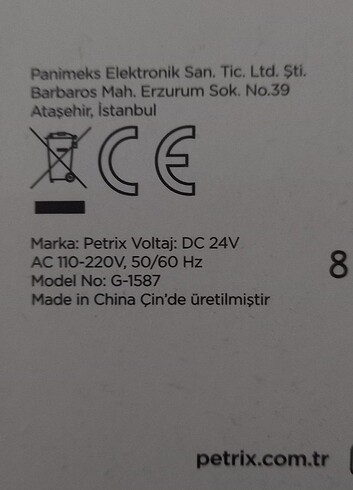 Panimeks Elektronik San. Tic. Ltd. Şti.
Barbaros Mah. Erzurum Sok. No.39
Ataşehir, İstanbul
CE
Marka: Petrix Voltaj: DC 24V
AC 110-220V, 50/60 Hz
Model No: G-1587
Made in China Çin'de üretilmiştir
8
petrix.com.tr